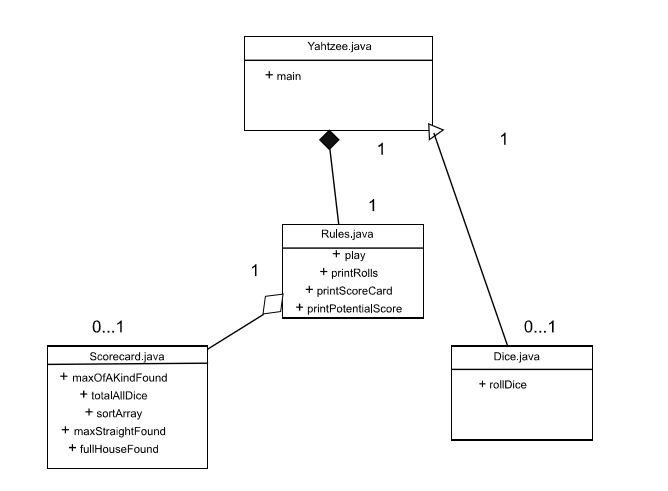 Yahtzee.java
+ main
1
1
1
Rules.java
+ play
+ printRolls
+ printScoreCard
+ printPotentialScore
1
0...1
0...1
Scorecard.java
+ maxOfAKindFound
+ totalAllDice
+ sortArray
+ maxStraightFound
+ fullHouseFound
Dice.java
+ rollDice